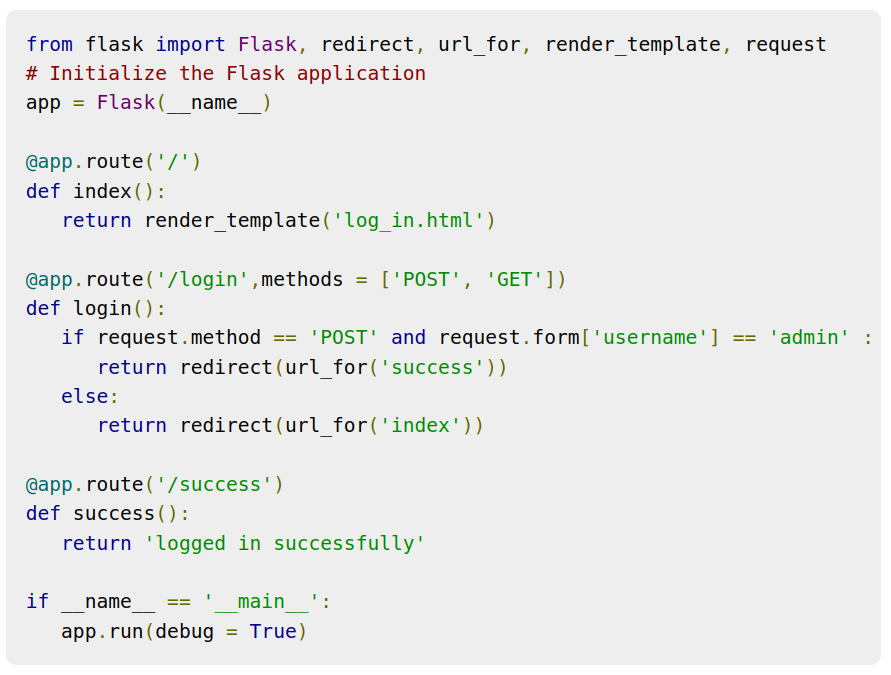 from flask import Flask, redirect, url_for, render_template, request
# Initialize the Flask application
app = Flask(__name__)

@app.route('/')
def index():
   return render_template('log_in.html')

@app.route('/login',methods = ['POST', 'GET'])
def login():
   if request.method == 'POST' and request.form['username'] == 'admin' :
      return redirect(url_for('success'))
   else:
      return redirect(url_for('index'))

@app.route('/success')
def success():
   return 'logged in successfully'

if __name__ == '__main__':
   app.run(debug = True)